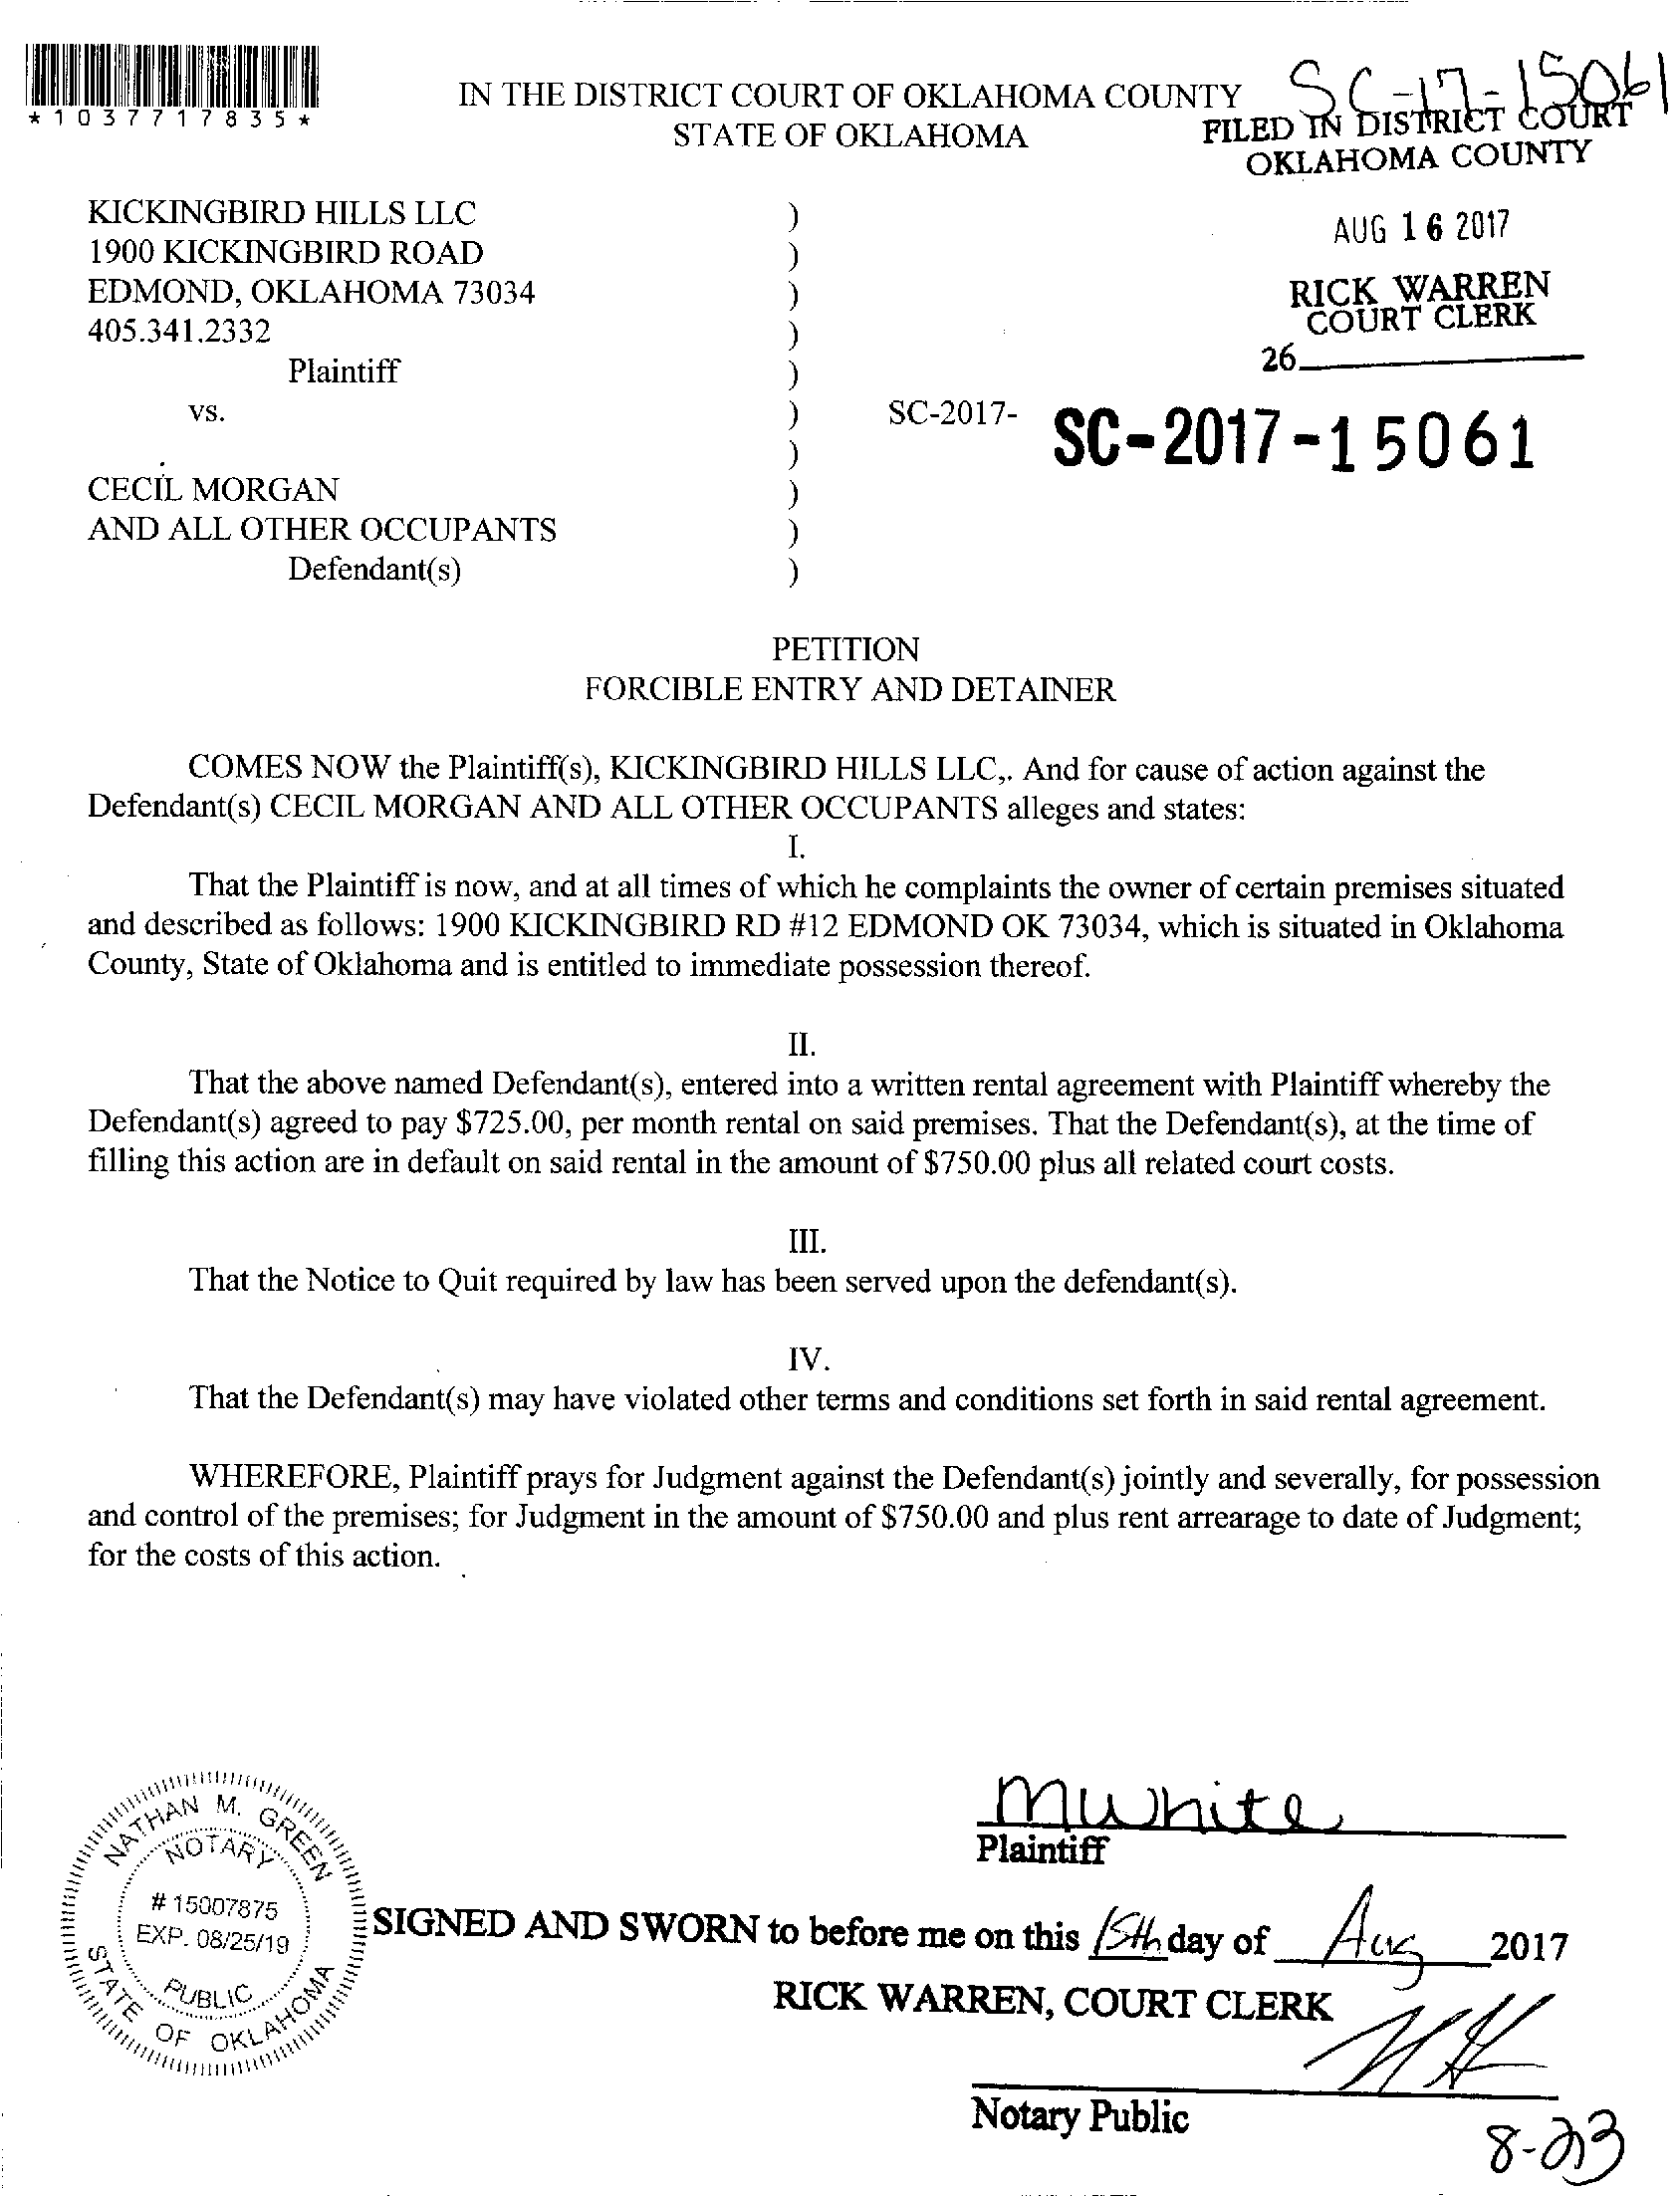 *1037717835*
SC-17-15061
IN THE DISTRICT COURT OF OKLAHOMA COUNTY
STATE OF OKLAHOMA
FILED IN DISTRICT COURT
OKLAHOMA COUNTY
AUG 16 2017
RICK WARREN
COURT CLERK
26
KICKINGBIRD HILLS LLC )
1900 KICKINGBIRD ROAD )
EDMOND, OKLAHOMA 73034 )
405.341.2332 )
Plaintiff )
vs. ) SC-2017- SC-2017-15061
)
CECIL MORGAN )
AND ALL OTHER OCCUPANTS )
Defendant(s) )
PETITION
FORCIBLE ENTRY AND DETAINER
COMES NOW the Plaintiff(s), KICKINGBIRD HILLS LLC,. And for cause of action against the
Defendant(s) CECIL MORGAN AND ALL OTHER OCCUPANTS alleges and states:
I.
That the Plaintiff is now, and at all times of which he complaints the owner of certain premises situated
and described as follows: 1900 KICKINGBIRD RD #12 EDMOND OK 73034, which is situated in Oklahoma
County, State of Oklahoma and is entitled to immediate possession thereof.
II.
That the above named Defendant(s), entered into a written rental agreement with Plaintiff whereby the
Defendant(s) agreed to pay $725.00, per month rental on said premises. That the Defendant(s), at the time of
filling this action are in default on said rental in the amount of $750.00 plus all related court costs.
III.
That the Notice to Quit required by law has been served upon the defendant(s).
IV.
That the Defendant(s) may have violated other terms and conditions set forth in said rental agreement.
WHEREFORE, Plaintiff prays for Judgment against the Defendant(s) jointly and severally, for possession
and control of the premises; for Judgment in the amount of $750.00 and plus rent arrearage to date of Judgment;
for the costs of this action.
MWhite
Plaintiff
NATHAN M. GREEN
NOTARY
# 15007875
EXP. 08/25/19
PUBLIC
STATE OF OKLAHOMA
SIGNED AND SWORN to before me on this 15th day of Aug 2017
RICK WARREN, COURT CLERK
Notary Public
8-23